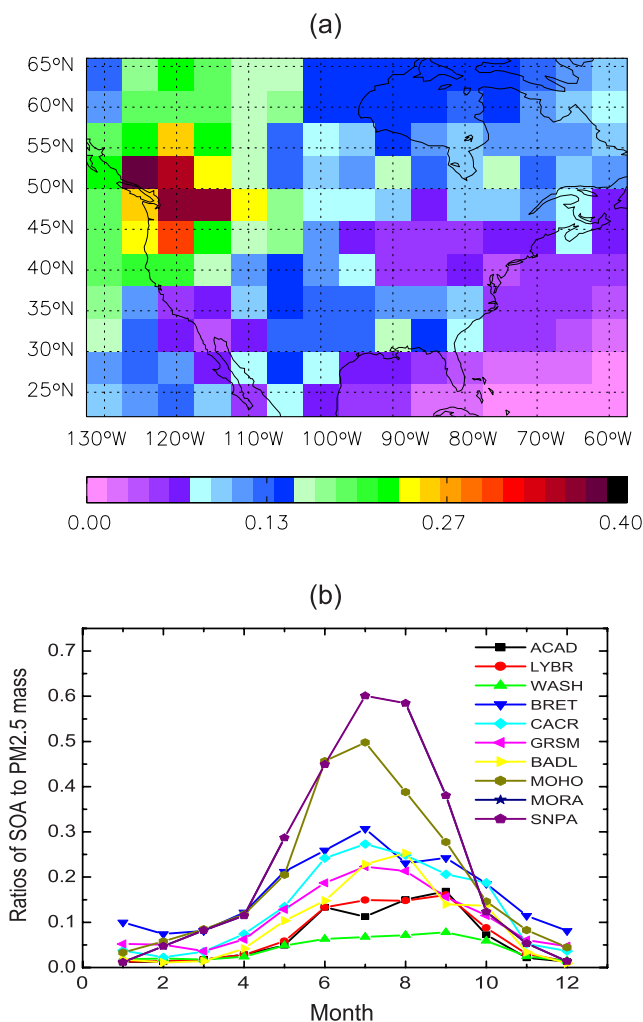 (a)
65°N
60°N
55°N
50°N
45°N
40°N
35°N
30°N
25°N
130°W 120°W 110°W 100°W 90°W 80°W 70°W 60°W
0.00 0.13 0.27 0.40
(b)
Ratios of SOA to PM2.5 mass
0.7
0.6
0.5
0.4
0.3
0.2
0.1
0.0
ACAD
LYBR
WASH
BRET
CACR
GRSM
BADL
MOHO
MORA
SNPA
0 2 4 6 8 10 12
Month